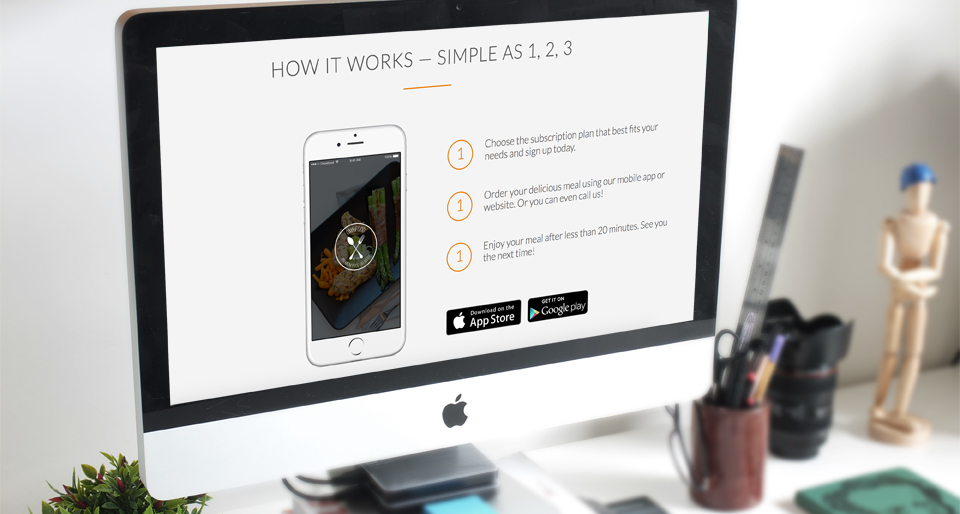 HOW IT WORKS — SIMPLE AS 1, 2, 3
1
Choose the subscription plan that best fits your
needs and sign up today.
1
Order your delicious meal using our mobile app or
website. Or you can even call us!
1
Enjoy your meal after less than 20 minutes. See you
the next time!
Download on the
App Store
GET IT ON
Google play